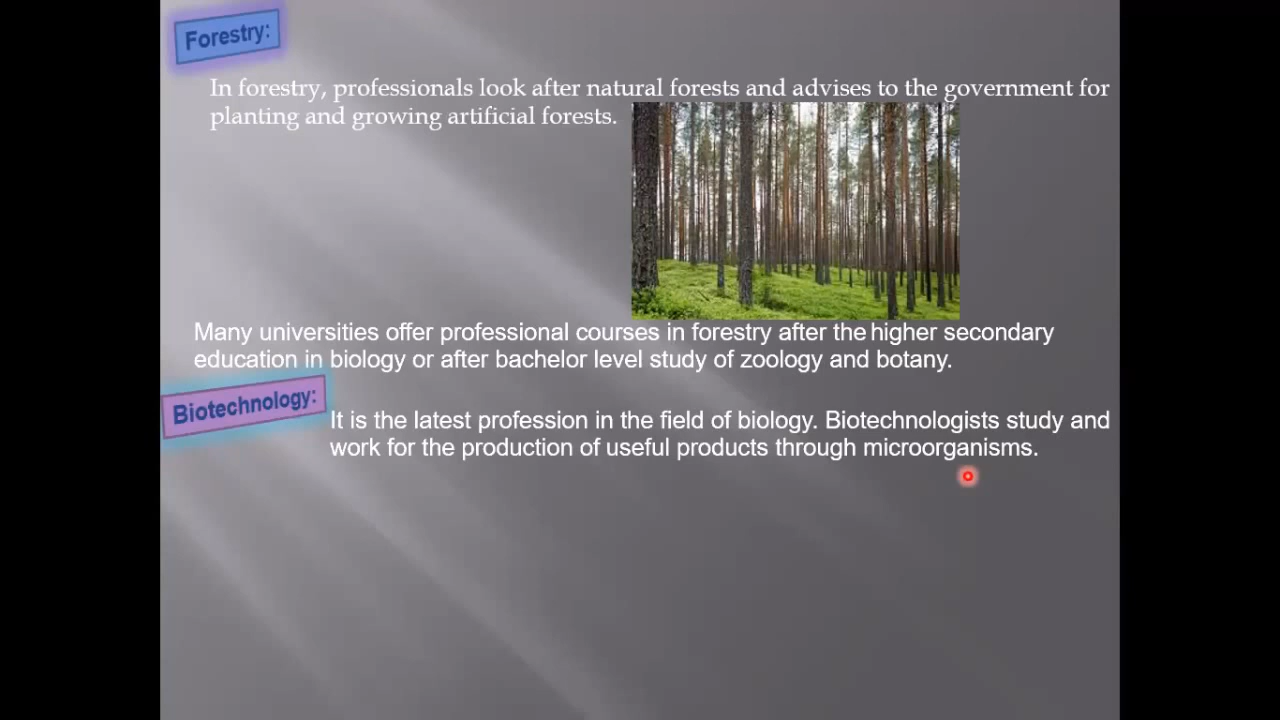 Forestry:
In forestry, professionals look after natural forests and advises to the government for
planting and growing artificial forests.
Many universities offer professional courses in forestry after the higher secondary
education in biology or after bachelor level study of zoology and botany.
Biotechnology:
It is the latest profession in the field of biology. Biotechnologists study and
work for the production of useful products through microorganisms.